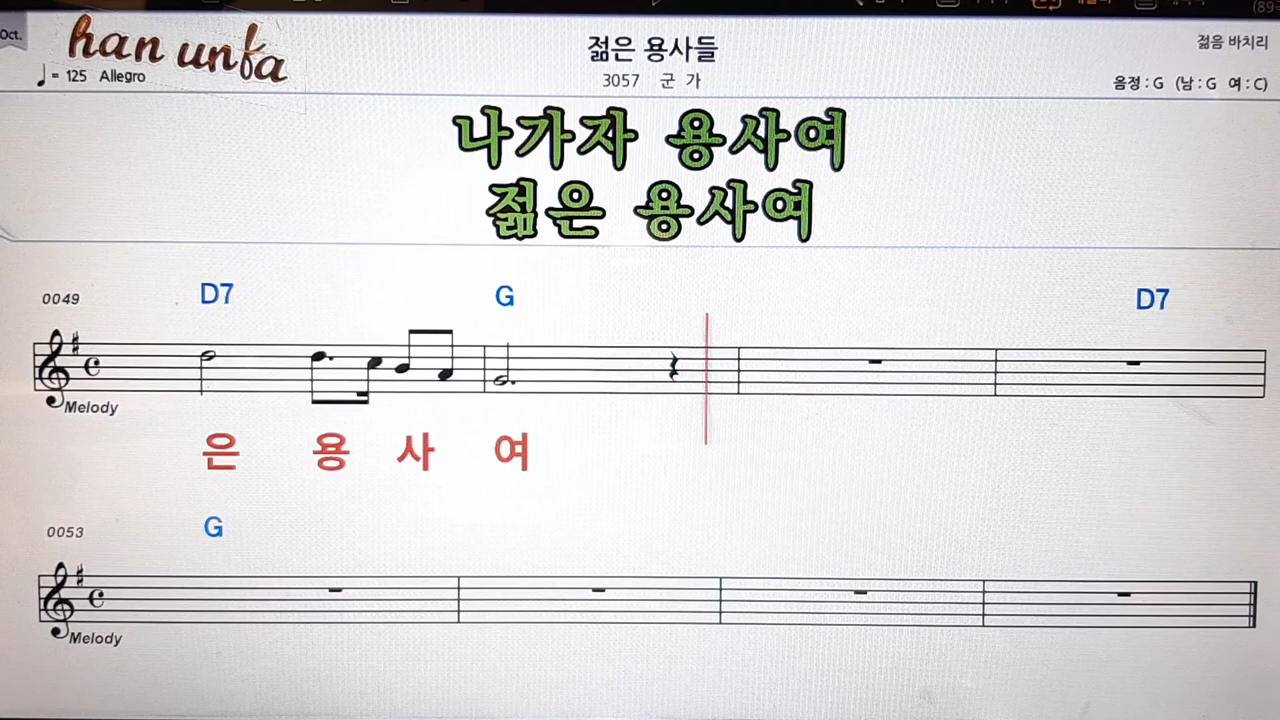 Oct.
han unfa
젊은 용사들
젊음 바치리
= 125 Allegro
3057 군 가
음정 : G (남 : G 여 : C)
나가자 용사여
젊은 용사여
0049 D7 G D7
Melody
은 용 사 여
0053 G
Melody